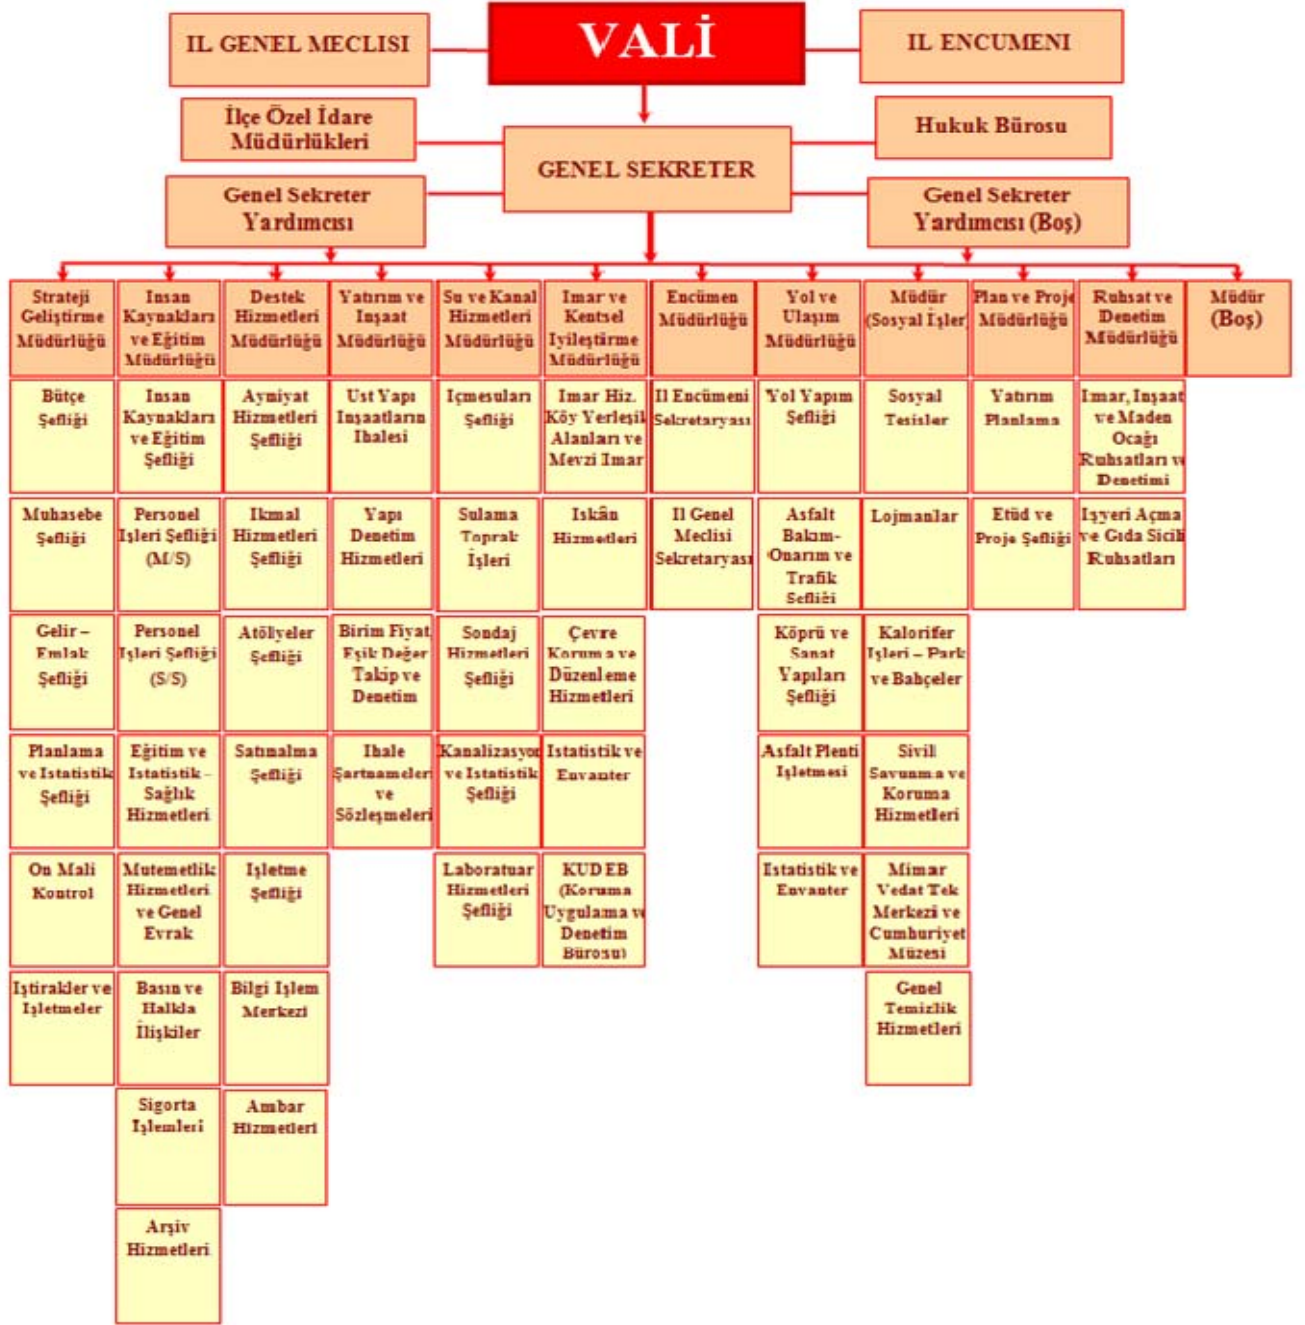 IL GENEL MECLISI
VALİ
IL ENCUMENI
İlçe Özel İdare
Müdürlükleri
Hukuk Bürosu
GENEL SEKRETER
Genel Sekreter
Yardımcısı
Genel Sekreter
Yardımcısı (Boş)
Strateji
Geliştirme
Müdürlüğü
Insan
Kaynakları
ve Eğitim
Müdürlüğü
Destek
Hizmetleri
Müdürlüğü
Yatırım ve
Inşaat
Müdürlüğü
Su ve Kanal
Hizmetleri
Müdürlüğü
Imar ve
Kentsel
Iyileştirme
Müdürlüğü
Encümen
Müdürlüğü
Yol ve
Ulaşım
Müdürlüğü
Müdür
(Sosyal İşler)
Plan ve Proje
Müdürlüğü
Ruhsat ve
Denetim
Müdürlüğü
Müdür
(Boş)
Bütçe
Şefliği
Insan
Kaynakları
ve Eğitim
Şefliği
Ayniyat
Hizmetleri
Şefliği
Ust Yapı
Inşaatların
Ihalesi
Içmesuları
Şefliği
Imar Hiz.
Köy Yerleşik
Alanları ve
Mevzi Imar
Il Encümeni
Sekretaryası
Yol Yapım
Şefliği
Sosyal
Tesisler
Yatırım
Planlama
Imar, Inşaat
ve Maden
Ocağı
Ruhsatları ve
Denetimi
Muhasebe
Şefliği
Personel
Işleri Şefliği
(M/S)
Ikmal
Hizmetleri
Şefliği
Yapı
Denetim
Hizmetleri
Sulama
Toprak
İşleri
Iskân
Hizmetleri
Il Genel
Meclisi
Sekretaryası
Asfalt
Bakım-
Onarım ve
Trafik
Şefliği
Lojmanlar
Etüd ve
Proje Şefliği
Işyeri Açma
ve Gıda Sicili
Ruhsatları
Gelir –
Emlak
Şefliği
Personel
Işleri Şefliği
(S/S)
Atölyeler
Şefliği
Birim Fiyat,
Eşik Değer
Takip ve
Denetim
Sondaj
Hizmetleri
Şefliği
Çevre
Koruma ve
Düzenleme
Hizmetleri
Köprü ve
Sanat
Yapıları
Şefliği
Kalorifer
Işleri – Park
ve Bahçeler
Planlama
ve Istatistik
Şefliği
Eğitim ve
Istatistik –
Sağlık
Hizmetleri
Satınalma
Şefliği
Ihale
Şartnameleri
ve
Sözleşmeleri
Kanalizasyon
ve Istatistik
Şefliği
Istatistik ve
Envanter
Asfalt Plenti
Işletmesi
Sivil
Savunma ve
Koruma
Hizmetleri
On Mali
Kontrol
Mutemetlik
Hizmetleri
ve Genel
Evrak
Işletme
Şefliği
Laboratuar
Hizmetleri
Şefliği
KUDEB
(Koruma
Uygulama ve
Denetim
Bürosu)
Istatistik ve
Envanter
Mimar
Vedat Tek
Merkezi ve
Cumhuriyet
Müzesi
Iştirakler ve
Işletmeler
Basın ve
Halkla
İlişkiler
Bilgi Işlem
Merkezi
Genel
Temizlik
Hizmetleri
Sigorta
Işlemleri
Ambar
Hizmetleri
Arşiv
Hizmetleri